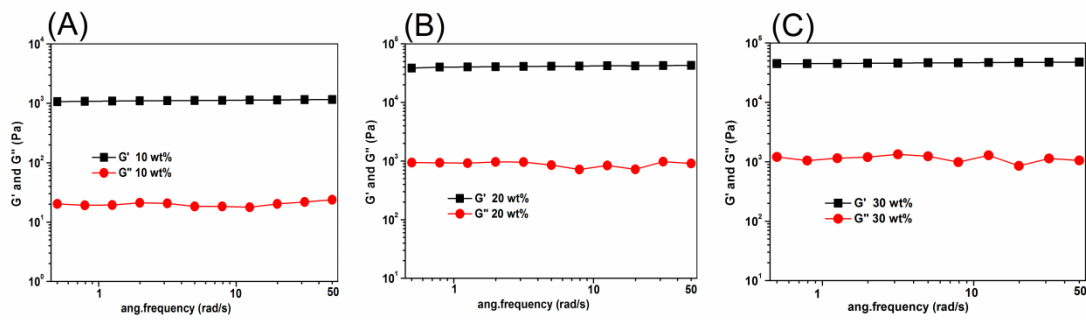 (A)
10⁴
10³
10²
10¹
10⁰
G' and G'' (Pa)
G' 10 wt%
G'' 10 wt%
1
10
50
ang.frequency (rad/s)
(B)
10⁵
10⁴
10³
10²
10¹
G' and G'' (Pa)
G' 20 wt%
G'' 20 wt%
1
10
50
ang.frequency (rad/s)
(C)
10⁵
10⁴
10³
10²
10¹
G' and G'' (Pa)
G' 30 wt%
G'' 30 wt%
1
10
50
ang.frequency (rad/s)